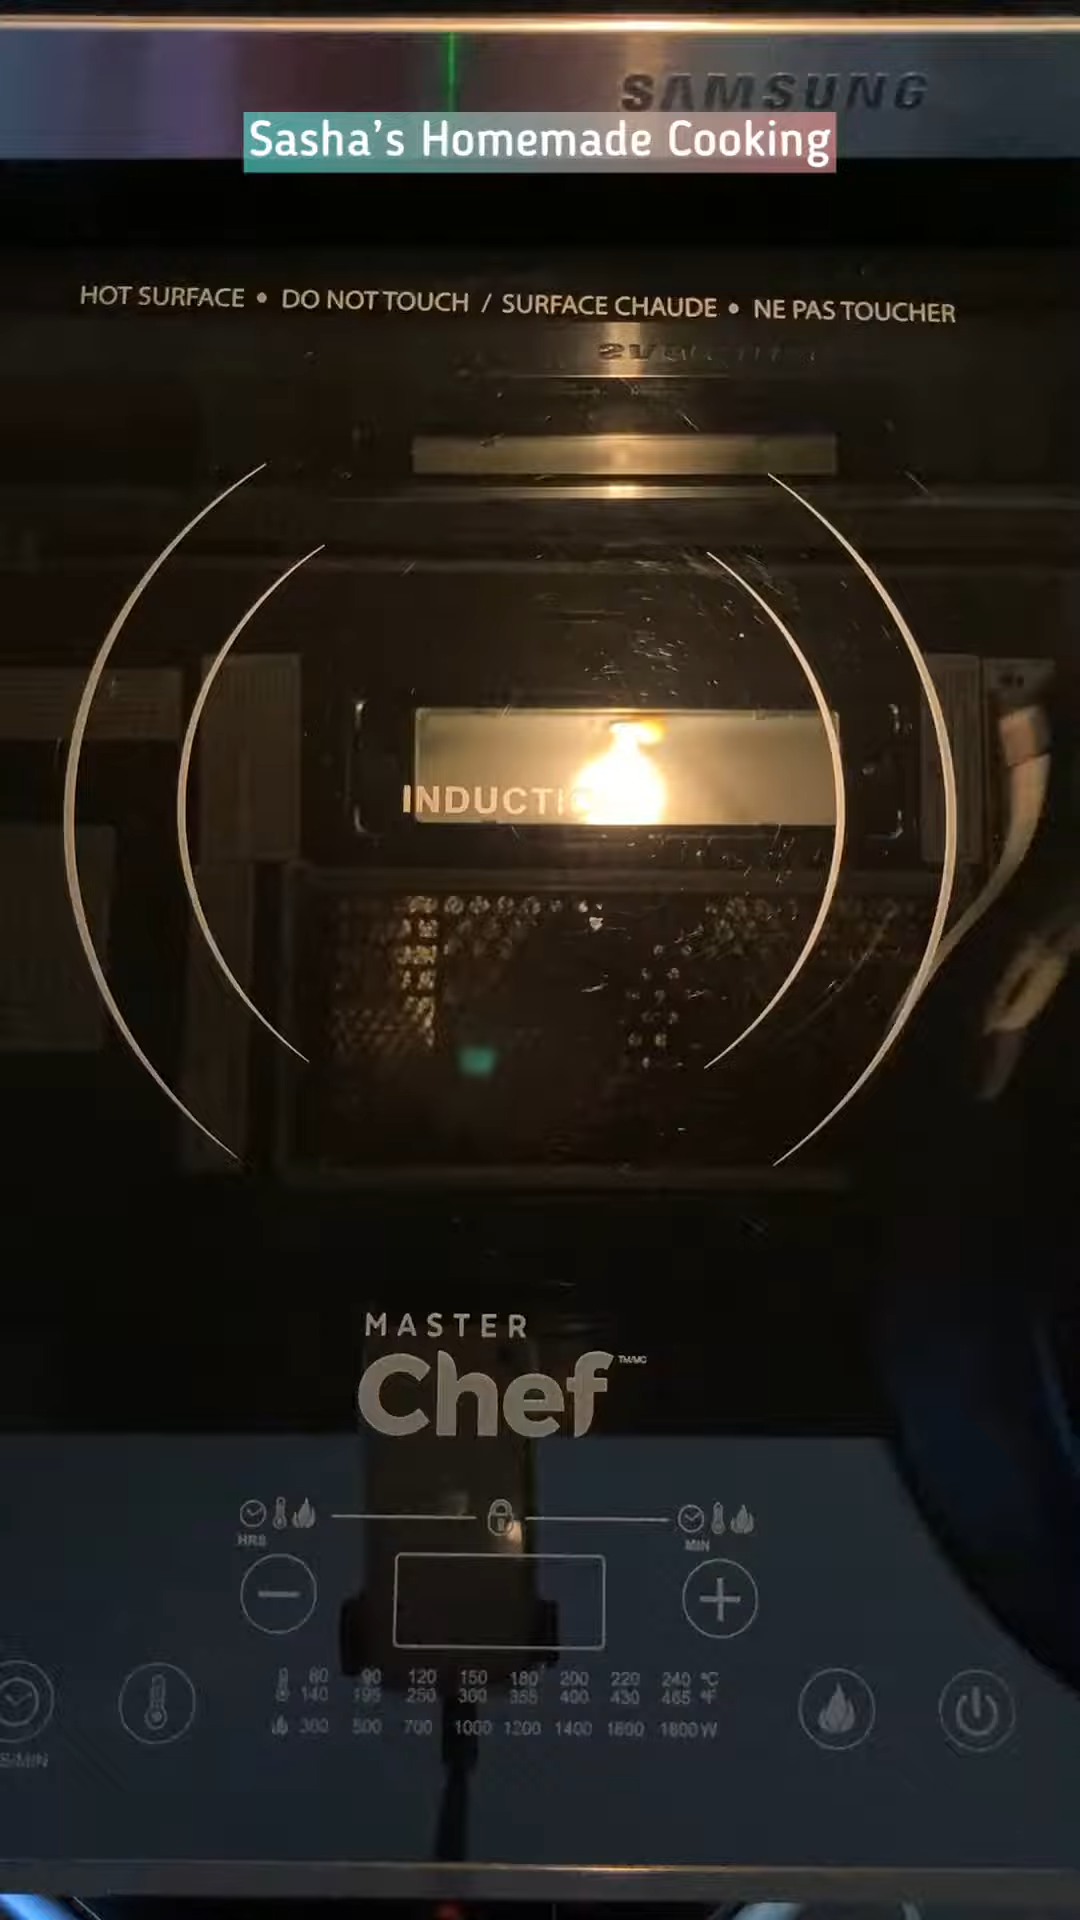 SAMSUNG
Sasha's Homemade Cooking
HOT SURFACE • DO NOT TOUCH / SURFACE CHAUDE • NE PAS TOUCHER
MASTER
Chef TM/MC
HRS
MIN
80 90 120 150 180 200 220 240 °C
140 195 250 300 355 400 430 465 °F
300 500 700 1000 1200 1400 1600 1800 W